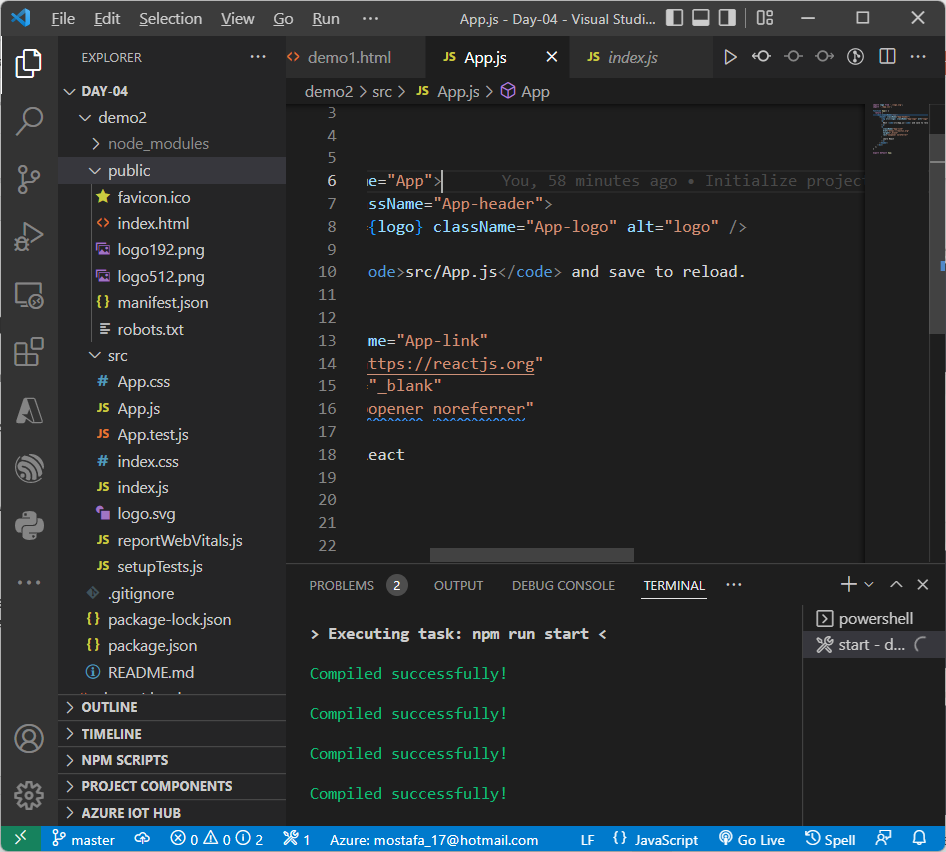 File Edit Selection View Go Run ··· App.js - Day-04 - Visual Studi...
EXPLORER ···
DAY-04
demo2
node_modules
public
favicon.ico
index.html
logo192.png
logo512.png
{} manifest.json
robots.txt
src
# App.css
JS App.js
JS App.test.js
# index.css
JS index.js
logo.svg
JS reportWebVitals.js
JS setupTests.js
.gitignore
{} package-lock.json
{} package.json
README.md
OUTLINE
TIMELINE
NPM SCRIPTS
PROJECT COMPONENTS
AZURE IOT HUB
<> demo1.html JS App.js JS index.js ···
demo2 > src > JS App.js > App
3
4
5
6 e="App"> You, 58 minutes ago • Initialize projec
7 ssName="App-header">
8 {logo} className="App-logo" alt="logo" />
9
10 ode>src/App.js</code> and save to reload.
11
12
13 me="App-link"
14 ttps://reactjs.org"
15 "_blank"
16 opener noreferrer"
17
18 eact
19
20
21
22
PROBLEMS 2 OUTPUT DEBUG CONSOLE TERMINAL ···
> Executing task: npm run start <
Compiled successfully!
Compiled successfully!
Compiled successfully!
Compiled successfully!
powershell
start - d...
master 0 0 2 1 Azure: mostafa_17@hotmail.com LF {} JavaScript Go Live Spell